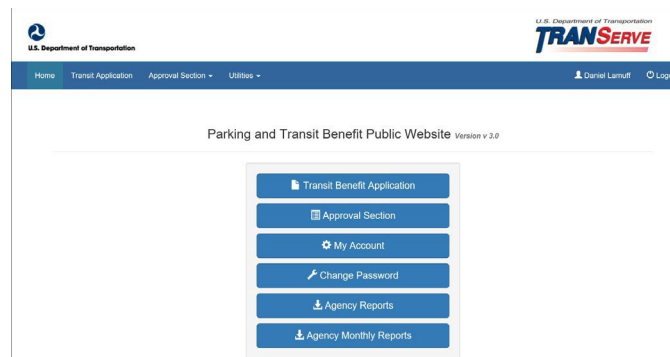 U.S. Department of Transportation
U.S. Department of Transportation
TRANSERVE
Home Transit Application Approval Section Utilities Daniel Lamuff Logo
Parking and Transit Benefit Public Website Version v 3.0
Transit Benefit Application
Approval Section
My Account
Change Password
Agency Reports
Agency Monthly Reports